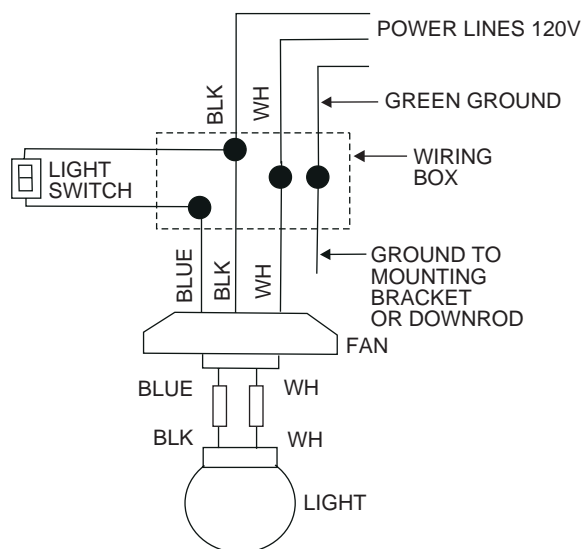 POWER LINES 120V
BLK
WH
GREEN GROUND
LIGHT
SWITCH
WIRING
BOX
BLUE
BLK
WH
GROUND TO
MOUNTING
BRACKET
OR DOWNROD
FAN
BLUE
WH
BLK
WH
LIGHT